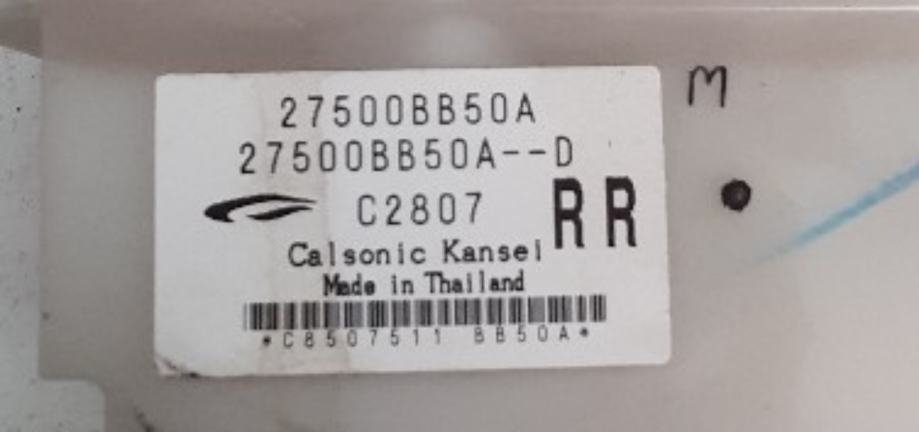 27500BB50A
27500BB50A--D
C2807 RR
Calsonic Kansei
Made in Thailand
*C8507511 BB50A*
M